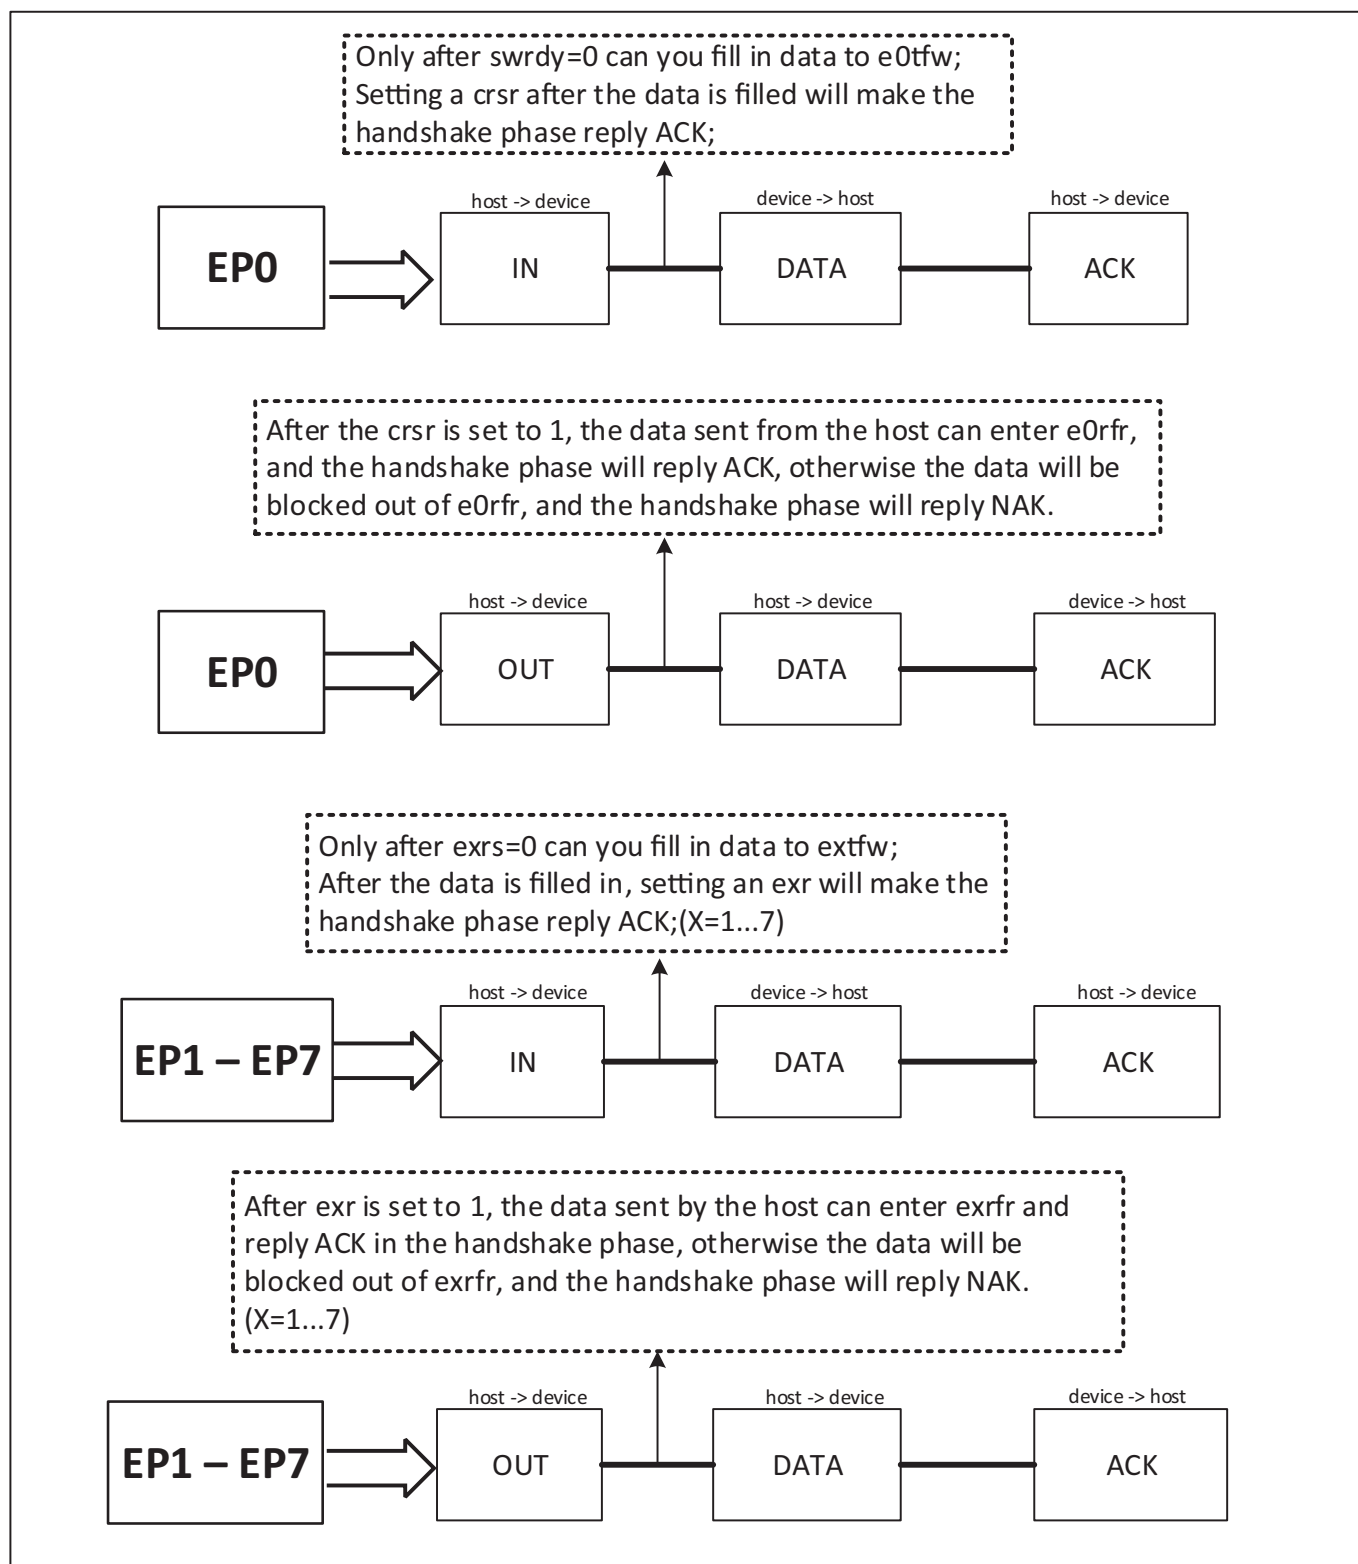 Only after swrdy=0 can you fill in data to e0tfw;
Setting a crsr after the data is filled will make the
handshake phase reply ACK;
host -> device
device -> host
host -> device
EP0
IN
DATA
ACK
After the crsr is set to 1, the data sent from the host can enter e0rfr,
and the handshake phase will reply ACK, otherwise the data will be
blocked out of e0rfr, and the handshake phase will reply NAK.
host -> device
host -> device
device -> host
EP0
OUT
DATA
ACK
Only after exrs=0 can you fill in data to extfw;
After the data is filled in, setting an exr will make the
handshake phase reply ACK;(X=1...7)
host -> device
device -> host
host -> device
EP1 – EP7
IN
DATA
ACK
After exr is set to 1, the data sent by the host can enter exrfr and
reply ACK in the handshake phase, otherwise the data will be
blocked out of exrfr, and the handshake phase will reply NAK.
(X=1...7)
host -> device
host -> device
device -> host
EP1 – EP7
OUT
DATA
ACK